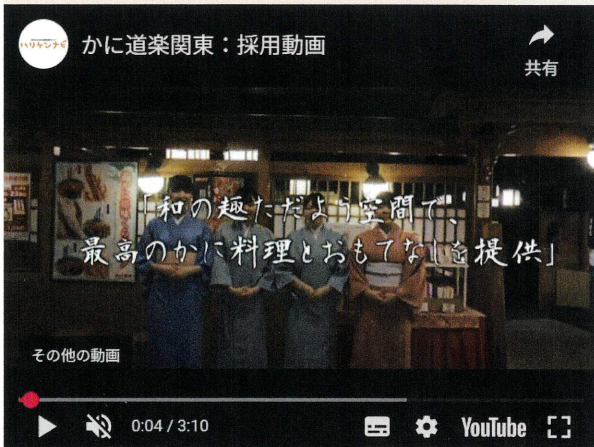 ハリケンナビ
かに道楽関東：採用動画
共有
「和の趣ただよう空間で、
最高のかに料理とおもてなしを提供」
その他の動画
0:04 / 3:10
YouTube